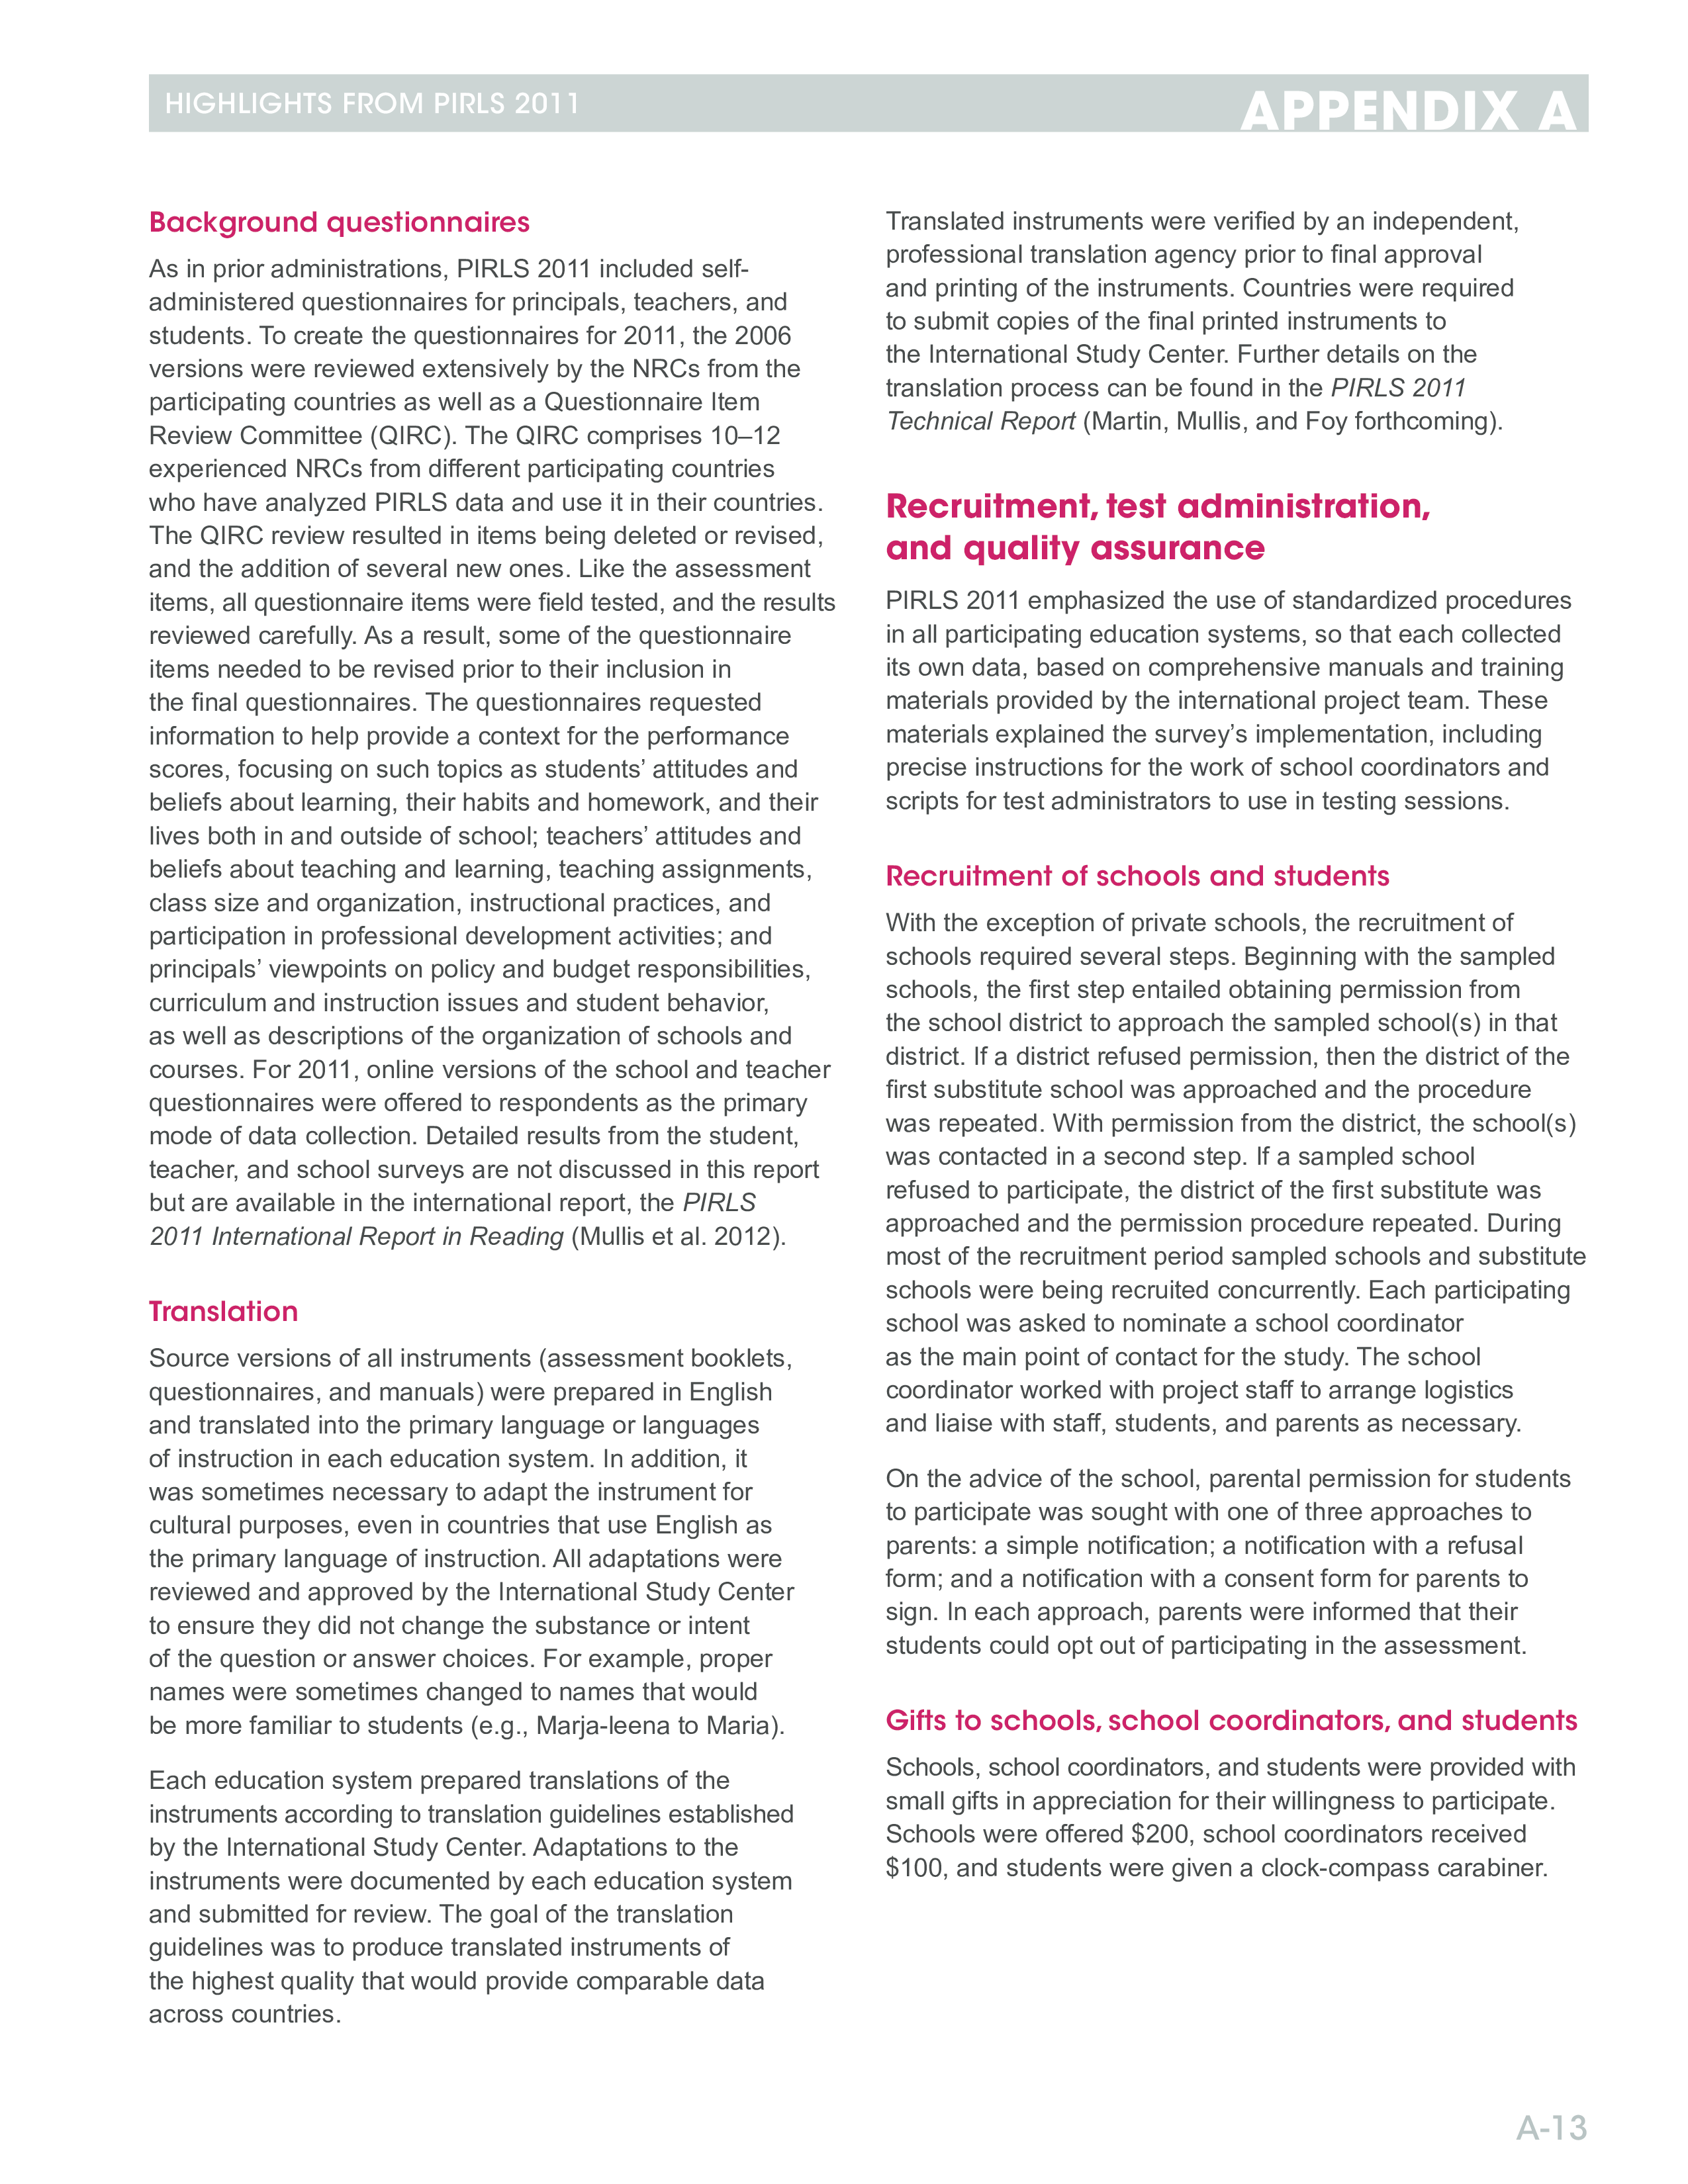 HIGHLIGHTS FROM PIRLS 2011
APPENDIX A
Background questionnaires
As in prior administrations, PIRLS 2011 included self-
administered questionnaires for principals, teachers, and
students. To create the questionnaires for 2011, the 2006
versions were reviewed extensively by the NRCs from the
participating countries as well as a Questionnaire Item
Review Committee (QIRC). The QIRC comprises 10–12
experienced NRCs from different participating countries
who have analyzed PIRLS data and use it in their countries.
The QIRC review resulted in items being deleted or revised,
and the addition of several new ones. Like the assessment
items, all questionnaire items were field tested, and the results
reviewed carefully. As a result, some of the questionnaire
items needed to be revised prior to their inclusion in
the final questionnaires. The questionnaires requested
information to help provide a context for the performance
scores, focusing on such topics as students’ attitudes and
beliefs about learning, their habits and homework, and their
lives both in and outside of school; teachers’ attitudes and
beliefs about teaching and learning, teaching assignments,
class size and organization, instructional practices, and
participation in professional development activities; and
principals’ viewpoints on policy and budget responsibilities,
curriculum and instruction issues and student behavior,
as well as descriptions of the organization of schools and
courses. For 2011, online versions of the school and teacher
questionnaires were offered to respondents as the primary
mode of data collection. Detailed results from the student,
teacher, and school surveys are not discussed in this report
but are available in the international report, the PIRLS
2011 International Report in Reading (Mullis et al. 2012).
Translation
Source versions of all instruments (assessment booklets,
questionnaires, and manuals) were prepared in English
and translated into the primary language or languages
of instruction in each education system. In addition, it
was sometimes necessary to adapt the instrument for
cultural purposes, even in countries that use English as
the primary language of instruction. All adaptations were
reviewed and approved by the International Study Center
to ensure they did not change the substance or intent
of the question or answer choices. For example, proper
names were sometimes changed to names that would
be more familiar to students (e.g., Marja-leena to Maria).
Each education system prepared translations of the
instruments according to translation guidelines established
by the International Study Center. Adaptations to the
instruments were documented by each education system
and submitted for review. The goal of the translation
guidelines was to produce translated instruments of
the highest quality that would provide comparable data
across countries.
Translated instruments were verified by an independent,
professional translation agency prior to final approval
and printing of the instruments. Countries were required
to submit copies of the final printed instruments to
the International Study Center. Further details on the
translation process can be found in the PIRLS 2011
Technical Report (Martin, Mullis, and Foy forthcoming).
Recruitment, test administration,
and quality assurance
PIRLS 2011 emphasized the use of standardized procedures
in all participating education systems, so that each collected
its own data, based on comprehensive manuals and training
materials provided by the international project team. These
materials explained the survey’s implementation, including
precise instructions for the work of school coordinators and
scripts for test administrators to use in testing sessions.
Recruitment of schools and students
With the exception of private schools, the recruitment of
schools required several steps. Beginning with the sampled
schools, the first step entailed obtaining permission from
the school district to approach the sampled school(s) in that
district. If a district refused permission, then the district of the
first substitute school was approached and the procedure
was repeated. With permission from the district, the school(s)
was contacted in a second step. If a sampled school
refused to participate, the district of the first substitute was
approached and the permission procedure repeated. During
most of the recruitment period sampled schools and substitute
schools were being recruited concurrently. Each participating
school was asked to nominate a school coordinator
as the main point of contact for the study. The school
coordinator worked with project staff to arrange logistics
and liaise with staff, students, and parents as necessary.
On the advice of the school, parental permission for students
to participate was sought with one of three approaches to
parents: a simple notification; a notification with a refusal
form; and a notification with a consent form for parents to
sign. In each approach, parents were informed that their
students could opt out of participating in the assessment.
Gifts to schools, school coordinators, and students
Schools, school coordinators, and students were provided with
small gifts in appreciation for their willingness to participate.
Schools were offered $200, school coordinators received
$100, and students were given a clock-compass carabiner.
A-13